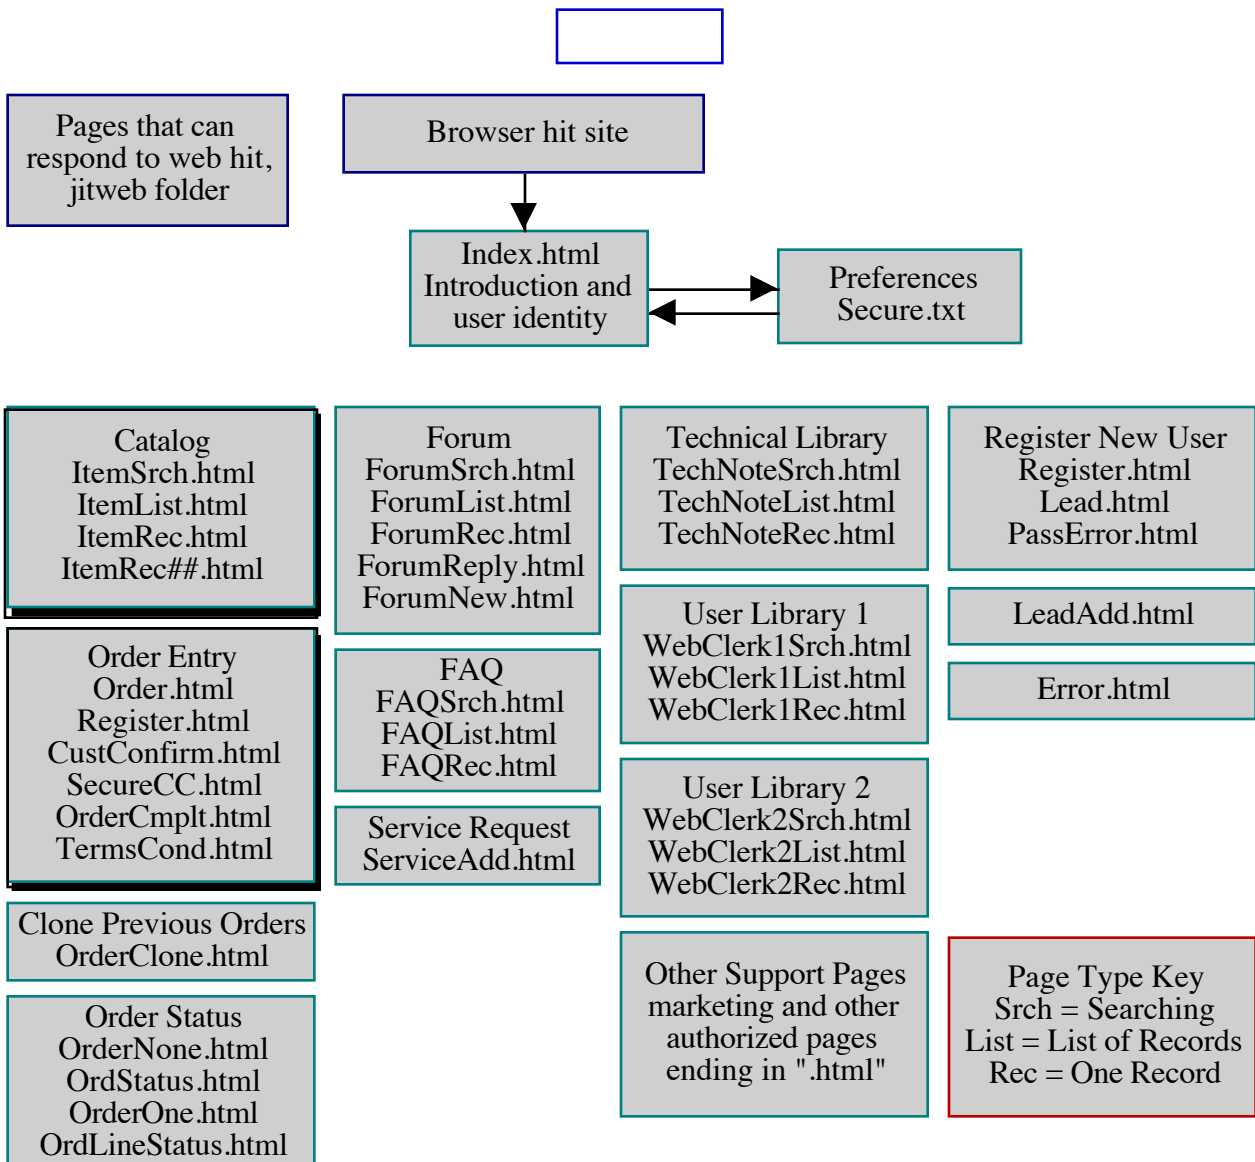 Pages that can
respond to web hit,
jitweb folder
Browser hit site
Index.html
Introduction and
user identity
Preferences
Secure.txt
Catalog
ItemSrch.html
ItemList.html
ItemRec.html
ItemRec##.html
Order Entry
Order.html
Register.html
CustConfirm.html
SecureCC.html
OrderCmplt.html
TermsCond.html
Clone Previous Orders
OrderClone.html
Order Status
OrderNone.html
OrdStatus.html
OrderOne.html
OrdLineStatus.html
Forum
ForumSrch.html
ForumList.html
ForumRec.html
ForumReply.html
ForumNew.html
FAQ
FAQSrch.html
FAQList.html
FAQRec.html
Service Request
ServiceAdd.html
Technical Library
TechNoteSrch.html
TechNoteList.html
TechNoteRec.html
User Library 1
WebClerk1Srch.html
WebClerk1List.html
WebClerk1Rec.html
User Library 2
WebClerk2Srch.html
WebClerk2List.html
WebClerk2Rec.html
Other Support Pages
marketing and other
authorized pages
ending in ".html"
Register New User
Register.html
Lead.html
PassError.html
LeadAdd.html
Error.html
Page Type Key
Srch = Searching
List = List of Records
Rec = One Record